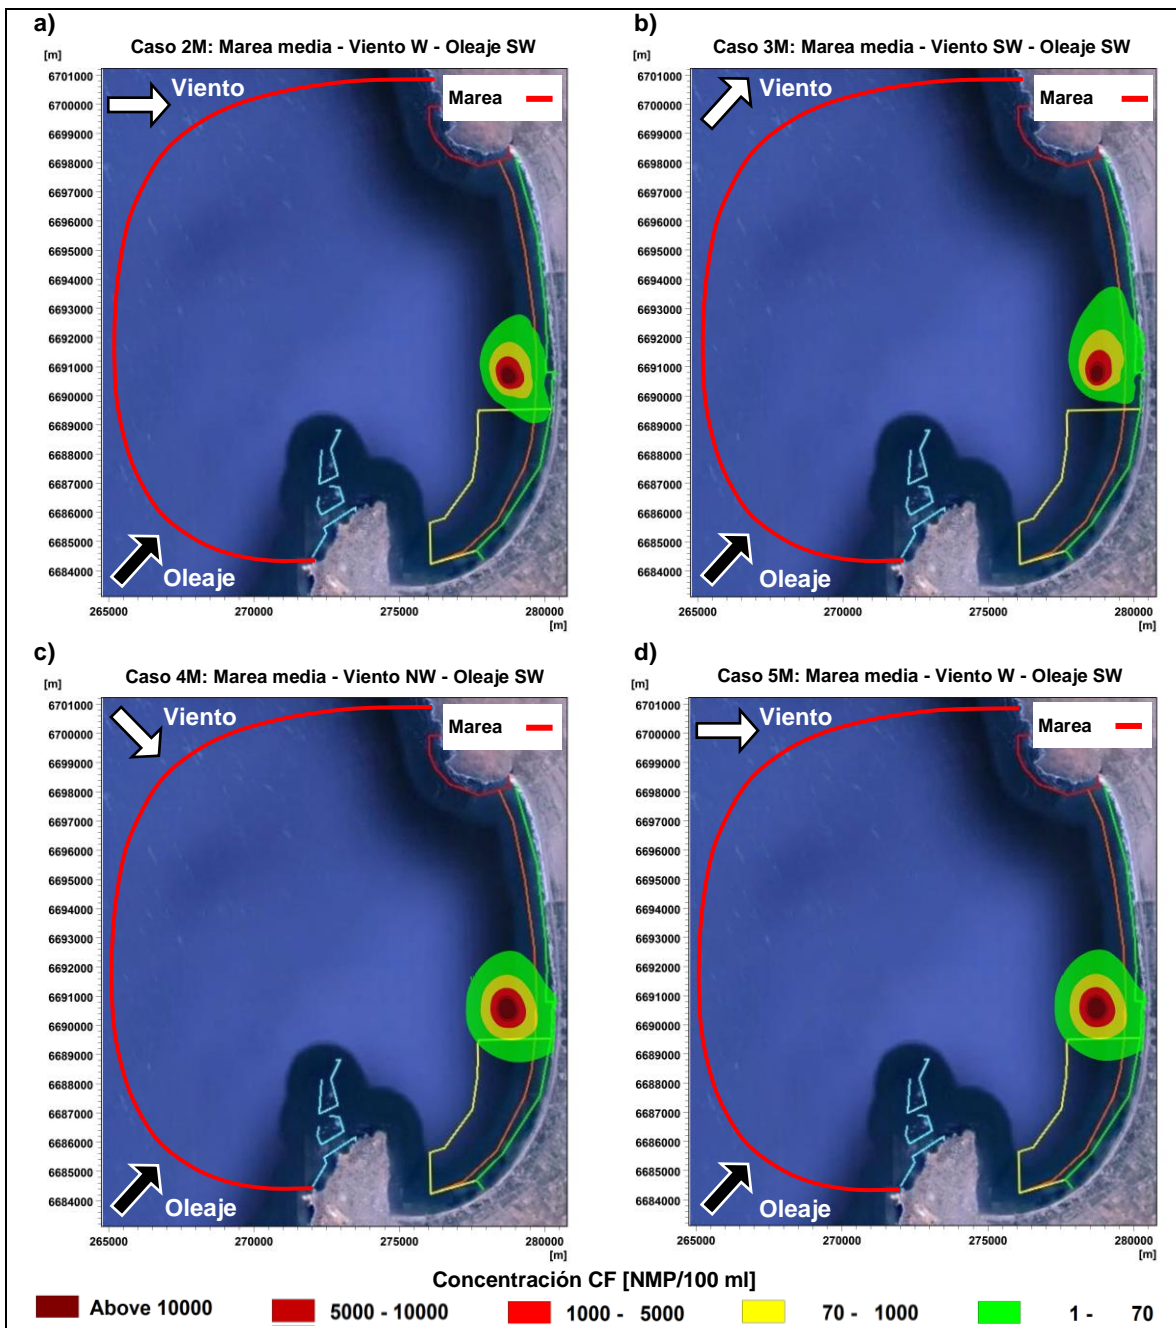 a)
Caso 2M: Marea media - Viento W - Oleaje SW
[m]
6701000
6700000
6699000
6698000
6697000
6696000
6695000
6694000
6693000
6692000
6691000
6690000
6689000
6688000
6687000
6686000
6685000
6684000
Viento
Marea
Oleaje
265000 270000 275000 280000
[m]
b)
Caso 3M: Marea media - Viento SW - Oleaje SW
[m]
6701000
6700000
6699000
6698000
6697000
6696000
6695000
6694000
6693000
6692000
6691000
6690000
6689000
6688000
6687000
6686000
6685000
6684000
Viento
Marea
Oleaje
265000 270000 275000 280000
[m]
c)
Caso 4M: Marea media - Viento NW - Oleaje SW
[m]
6701000
6700000
6699000
6698000
6697000
6696000
6695000
6694000
6693000
6692000
6691000
6690000
6689000
6688000
6687000
6686000
6685000
6684000
Viento
Marea
Oleaje
265000 270000 275000 280000
[m]
d)
Caso 5M: Marea media - Viento W - Oleaje SW
[m]
6701000
6700000
6699000
6698000
6697000
6696000
6695000
6694000
6693000
6692000
6691000
6690000
6689000
6688000
6687000
6686000
6685000
6684000
Viento
Marea
Oleaje
265000 270000 275000 280000
[m]
Concentración CF [NMP/100 ml]
Above 10000 5000 - 10000 1000 - 5000 70 - 1000 1 - 70